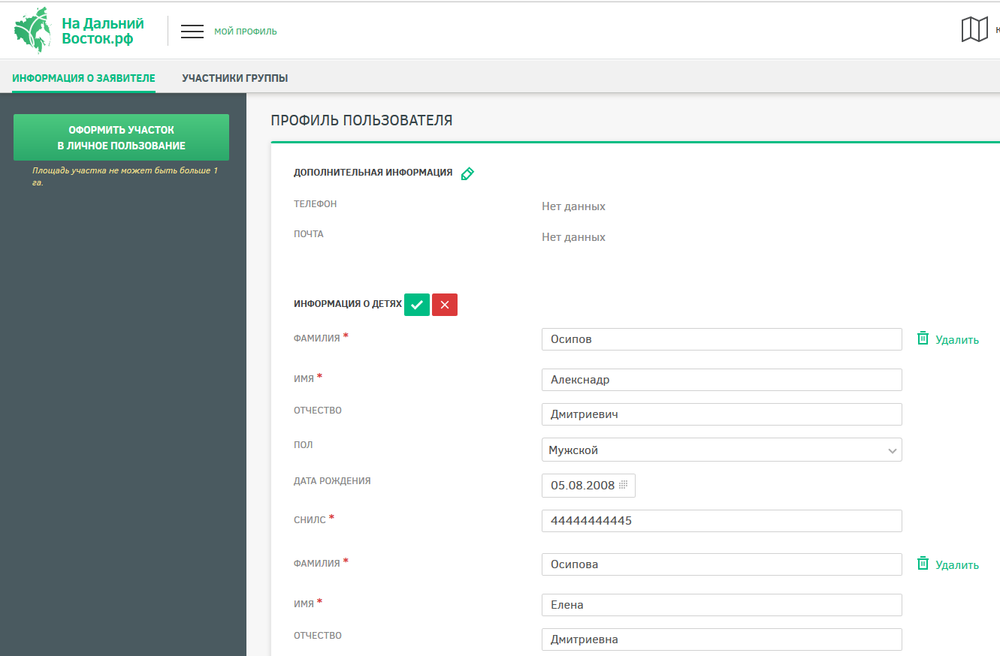 На Дальний
Восток.рф
МОЙ ПРОФИЛЬ
ИНФОРМАЦИЯ О ЗАЯВИТЕЛЕ
УЧАСТНИКИ ГРУППЫ
ОФОРМИТЬ УЧАСТОК
В ЛИЧНОЕ ПОЛЬЗОВАНИЕ
Площадь участка не может быть больше 1
га.
ПРОФИЛЬ ПОЛЬЗОВАТЕЛЯ
ДОПОЛНИТЕЛЬНАЯ ИНФОРМАЦИЯ
ТЕЛЕФОН Нет данных
ПОЧТА Нет данных
ИНФОРМАЦИЯ О ДЕТЯХ
ФАМИЛИЯ * Осипов Удалить
ИМЯ * Алекснадр
ОТЧЕСТВО Дмитриевич
ПОЛ Мужской
ДАТА РОЖДЕНИЯ 05.08.2008
СНИЛС * 44444444445
ФАМИЛИЯ * Осипова Удалить
ИМЯ * Елена
ОТЧЕСТВО Дмитриевна